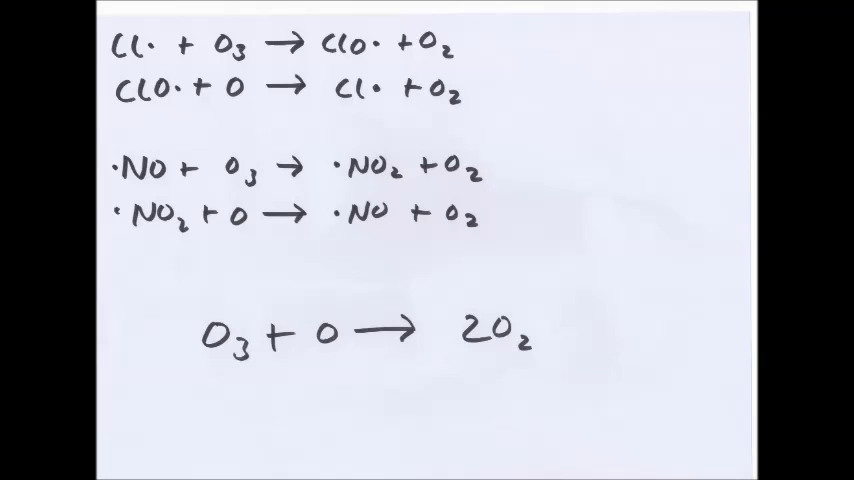 Cl· + O₃ → ClO· + O₂
ClO· + O → Cl· + O₂
·NO + O₃ → ·NO₂ + O₂
·NO₂ + O → ·NO + O₂
O₃ + O → 2O₂